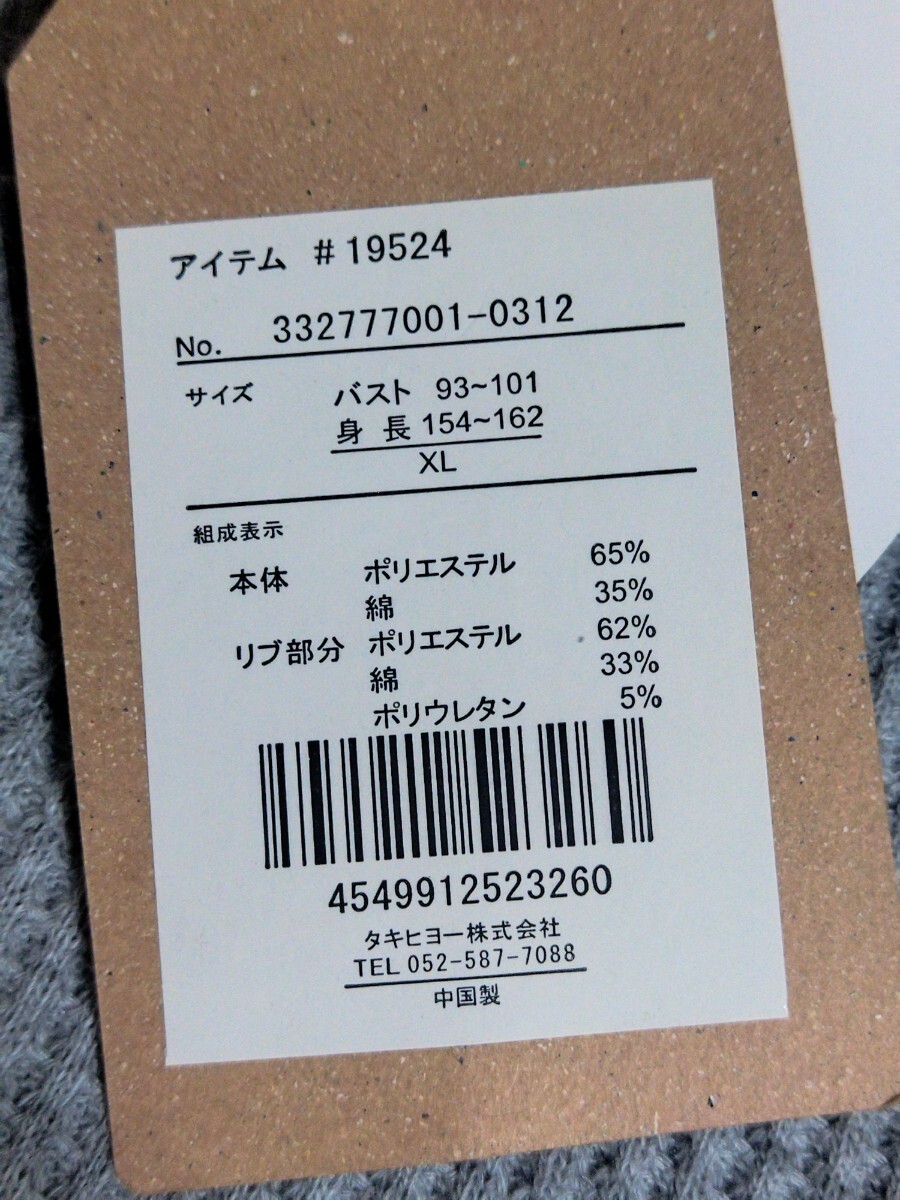 アイテム #19524
No. 332777001-0312
サイズ バスト 93~101
身長 154~162
XL
組成表示
本体 ポリエステル 65%
綿 35%
リブ部分 ポリエステル 62%
綿 33%
ポリウレタン 5%
4549912523260
タキヒヨー株式会社
TEL 052-587-7088
中国製